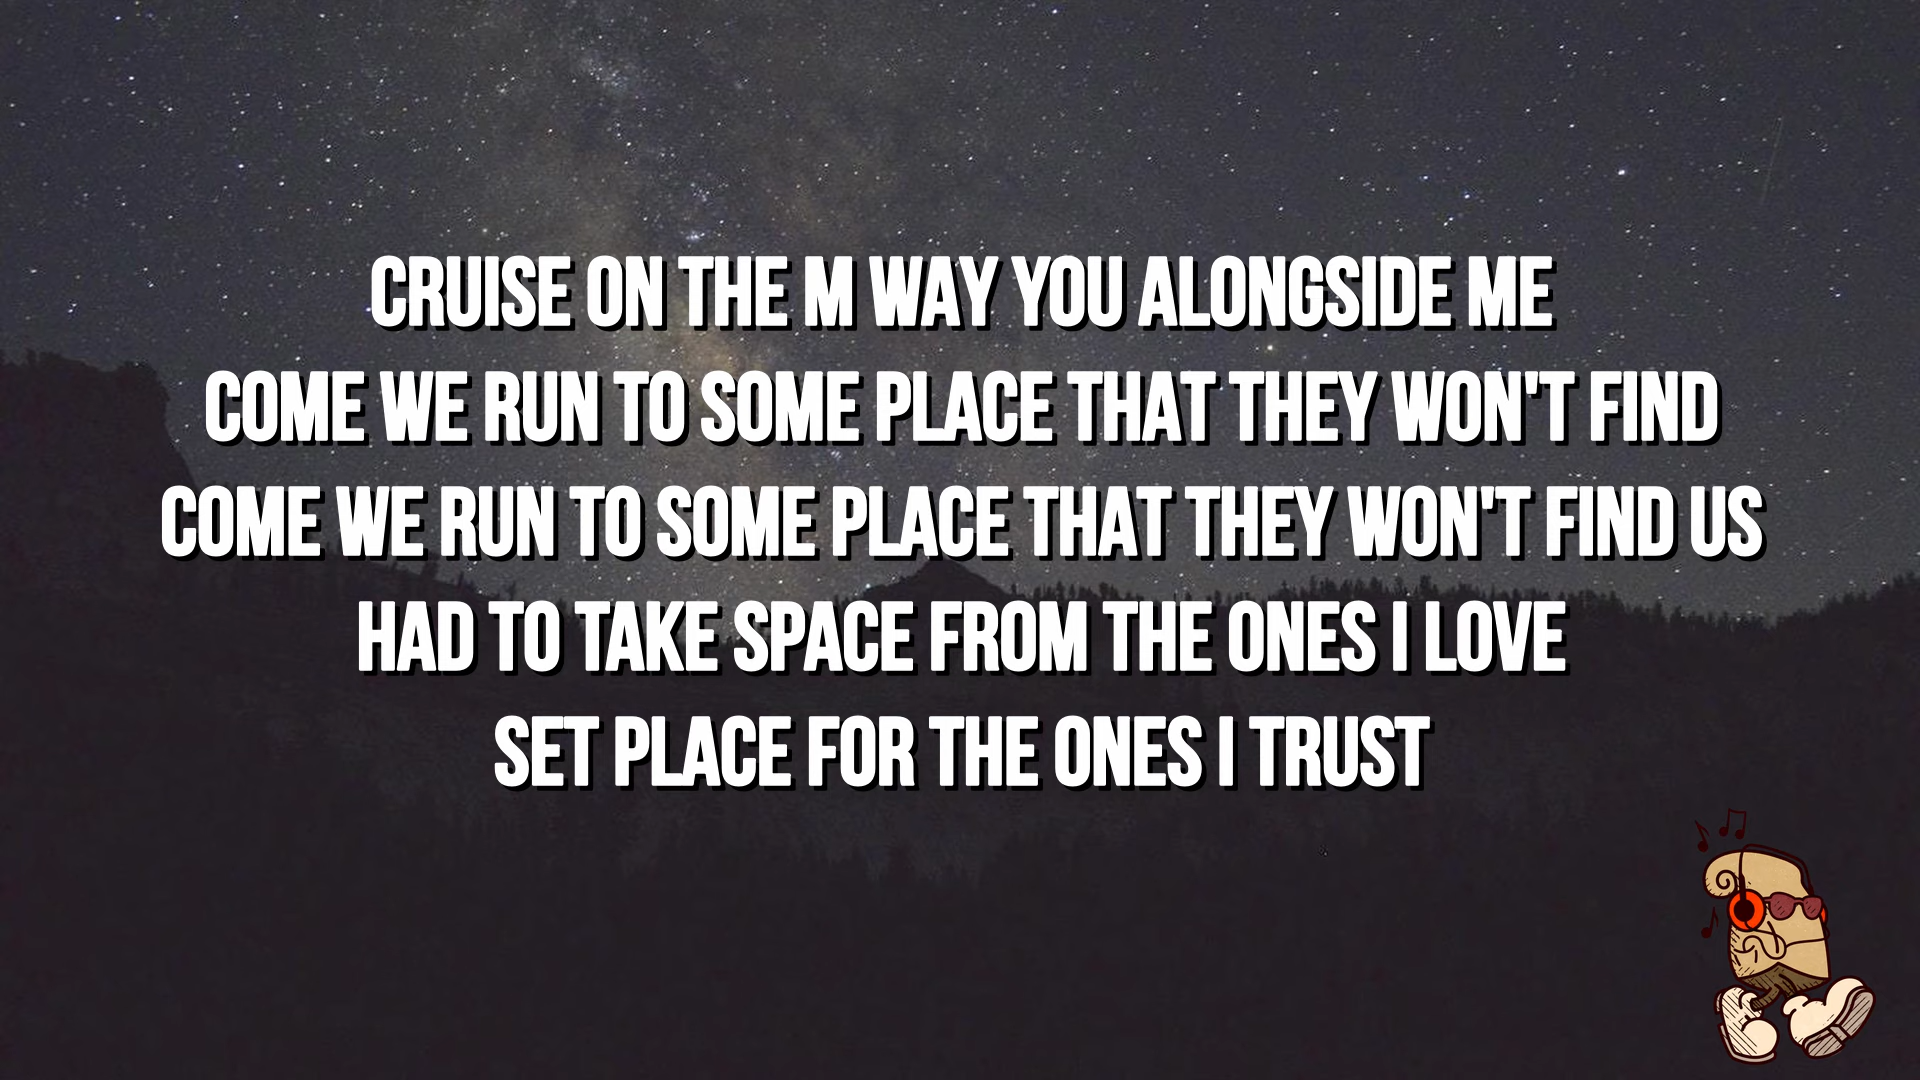 CRUISE ON THE M WAY YOU ALONGSIDE ME
COME WE RUN TO SOME PLACE THAT THEY WON'T FIND
COME WE RUN TO SOME PLACE THAT THEY WON'T FIND US
HAD TO TAKE SPACE FROM THE ONES I LOVE
SET PLACE FOR THE ONES I TRUST